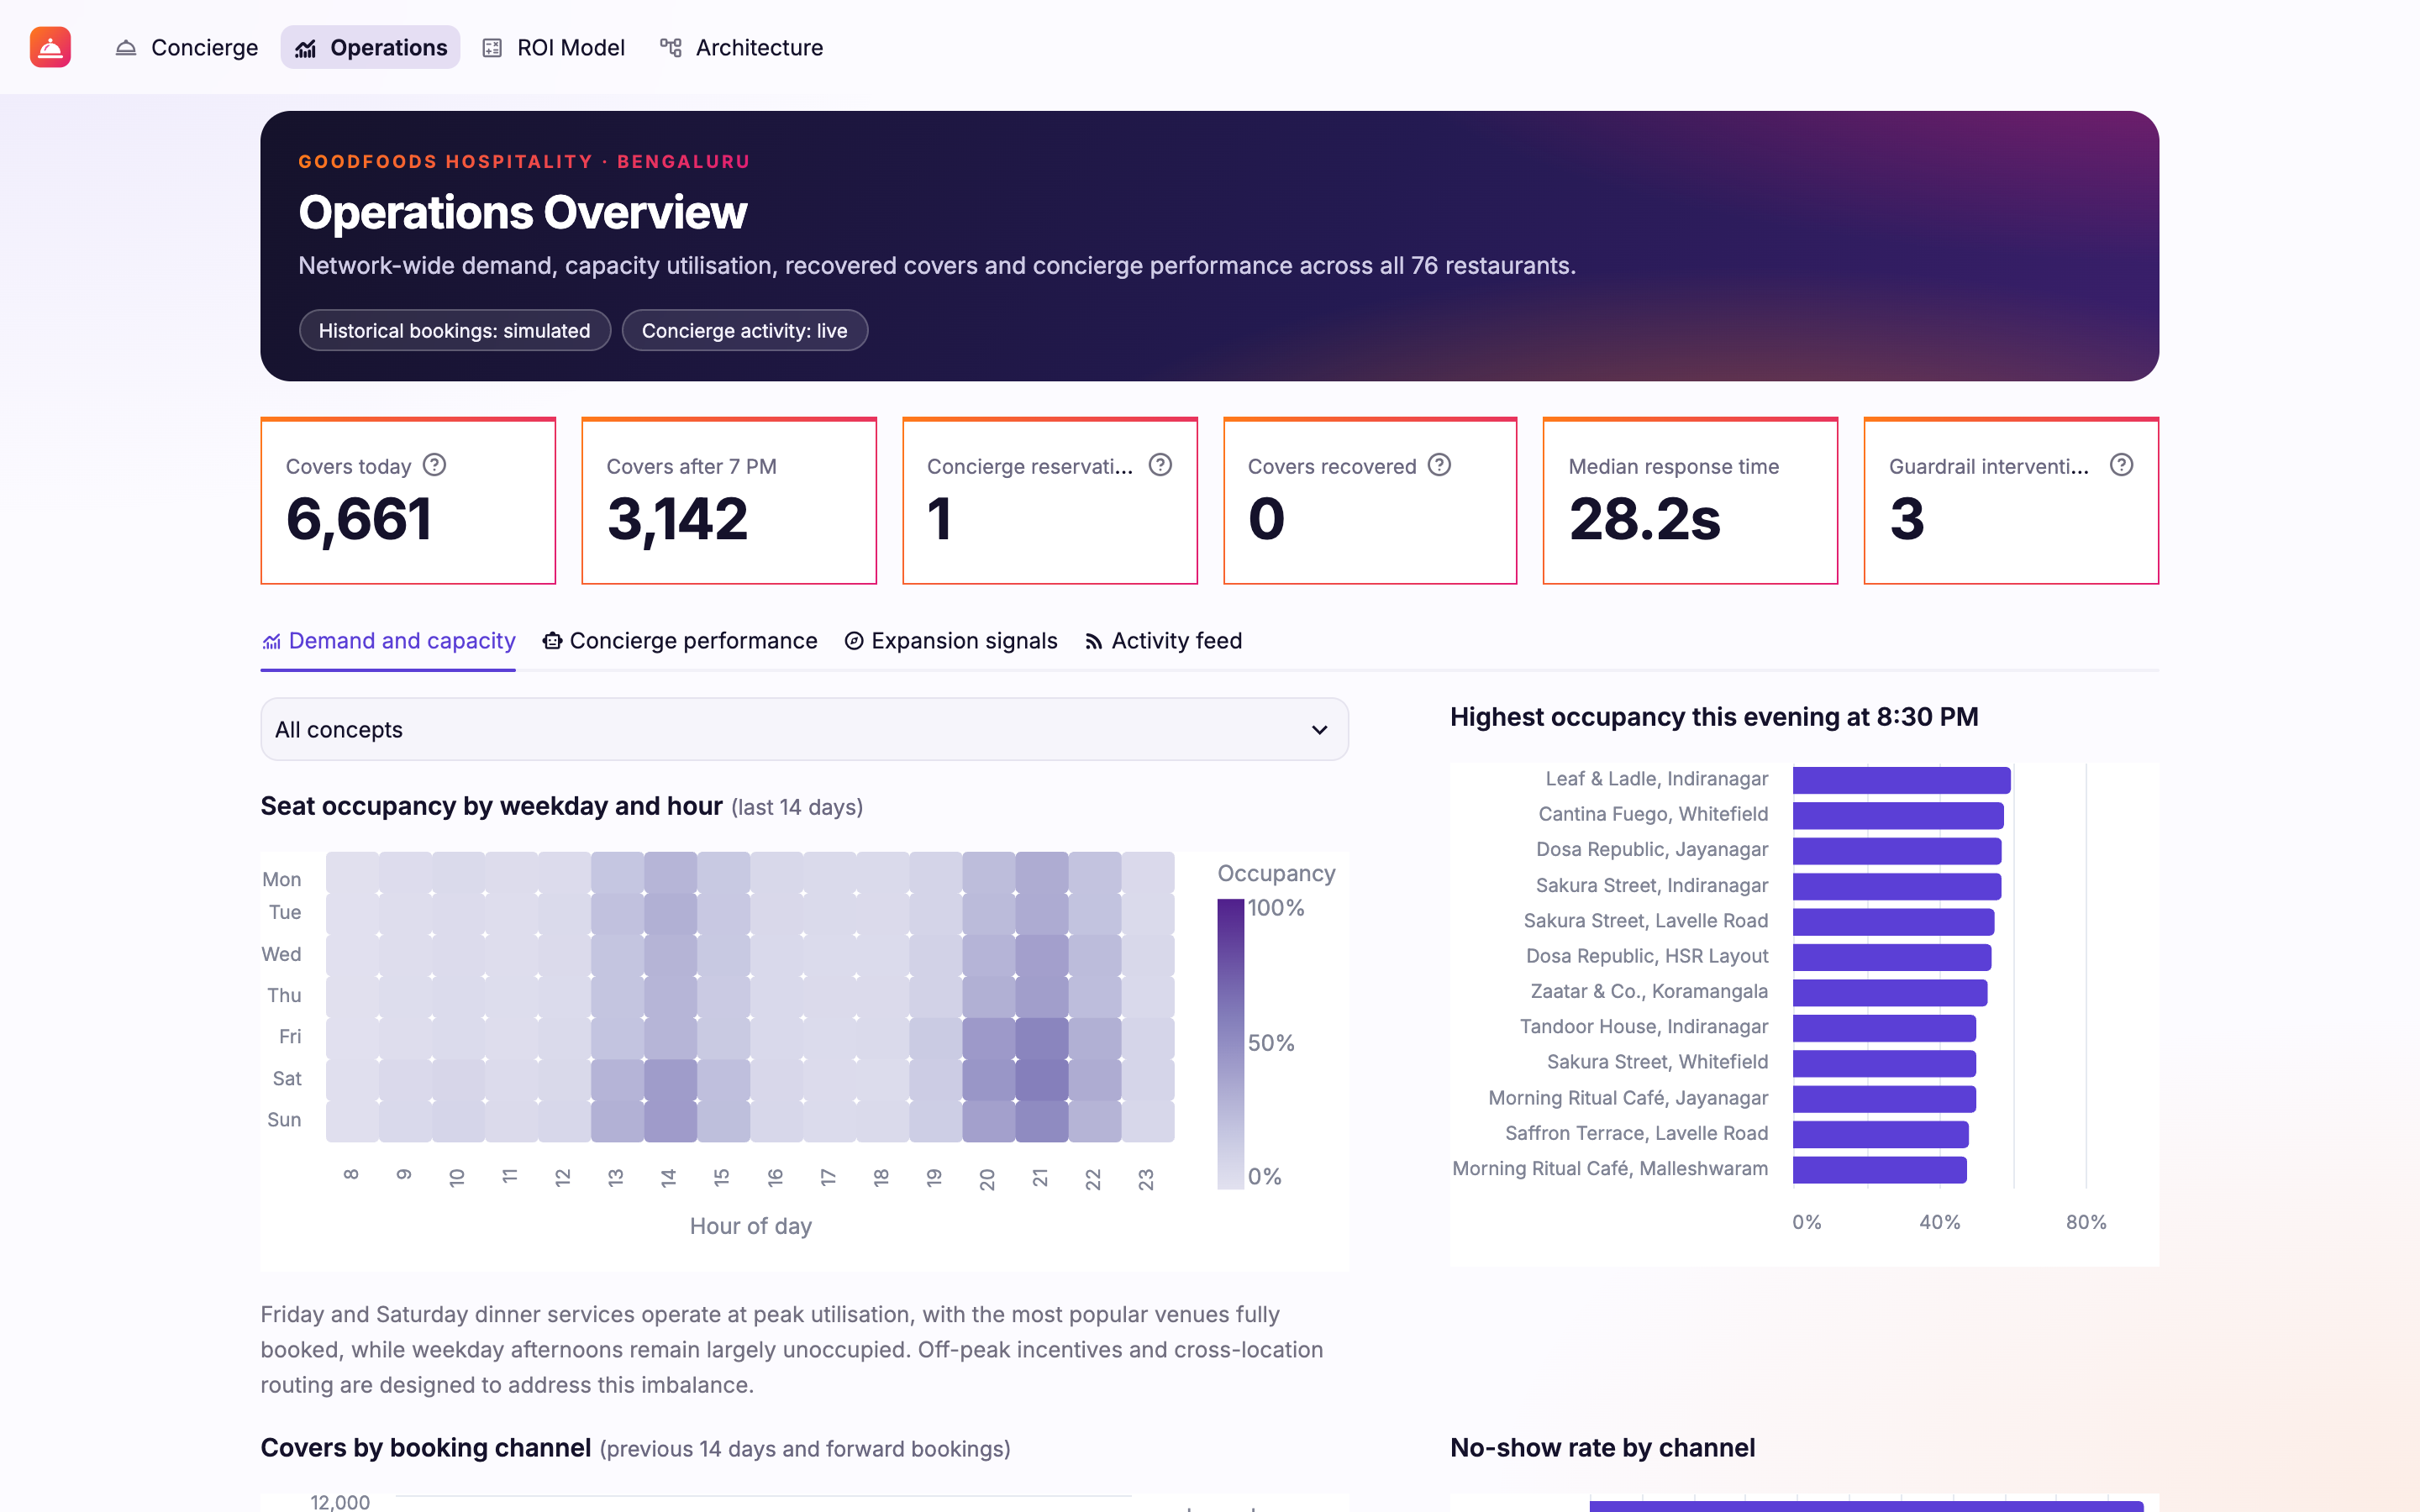 Concierge
Operations
ROI Model
Architecture
GOODFOODS HOSPITALITY · BENGALURU
Operations Overview
Network-wide demand, capacity utilisation, recovered covers and concierge performance across all 76 restaurants.
Historical bookings: simulated
Concierge activity: live
Covers today
6,661
Covers after 7 PM
3,142
Concierge reservati...
1
Covers recovered
0
Median response time
28.2s
Guardrail interventi...
3
Demand and capacity
Concierge performance
Expansion signals
Activity feed
All concepts
Seat occupancy by weekday and hour (last 14 days)
Mon
Tue
Wed
Thu
Fri
Sat
Sun
8 9 10 11 12 13 14 15 16 17 18 19 20 21 22 23
Hour of day
Occupancy
100%
50%
0%
Friday and Saturday dinner services operate at peak utilisation, with the most popular venues fully
booked, while weekday afternoons remain largely unoccupied. Off-peak incentives and cross-location
routing are designed to address this imbalance.
Highest occupancy this evening at 8:30 PM
Leaf & Ladle, Indiranagar
Cantina Fuego, Whitefield
Dosa Republic, Jayanagar
Sakura Street, Indiranagar
Sakura Street, Lavelle Road
Dosa Republic, HSR Layout
Zaatar & Co., Koramangala
Tandoor House, Indiranagar
Sakura Street, Whitefield
Morning Ritual Café, Jayanagar
Saffron Terrace, Lavelle Road
Morning Ritual Café, Malleshwaram
0% 40% 80%
Covers by booking channel (previous 14 days and forward bookings)
12,000
No-show rate by channel